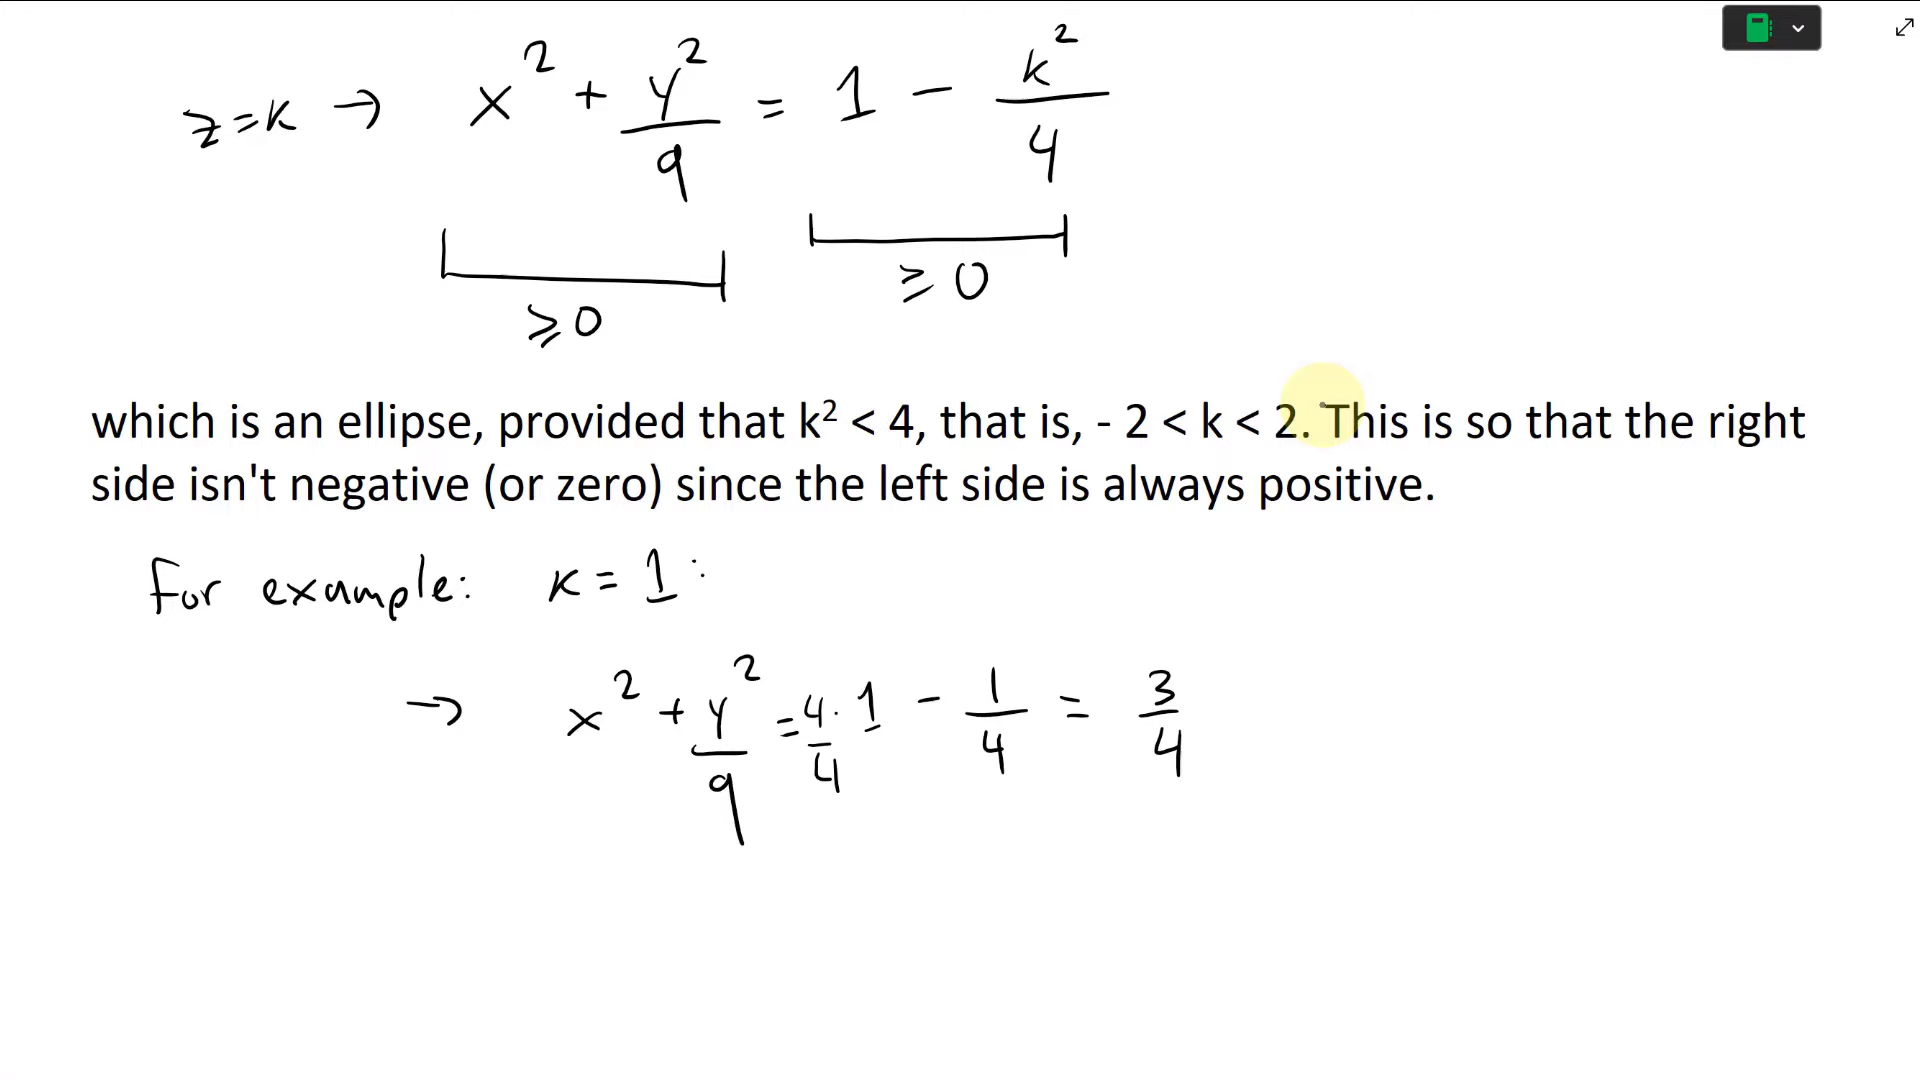 z=k → x² + y²/9 = 1 − k²/4
≥ 0
≥ 0
which is an ellipse, provided that k² < 4, that is, - 2 < k < 2. This is so that the right
side isn't negative (or zero) since the left side is always positive.
For example: k = 1 :
→ x² + y²/9 = 4/4 · 1 − 1/4 = 3/4